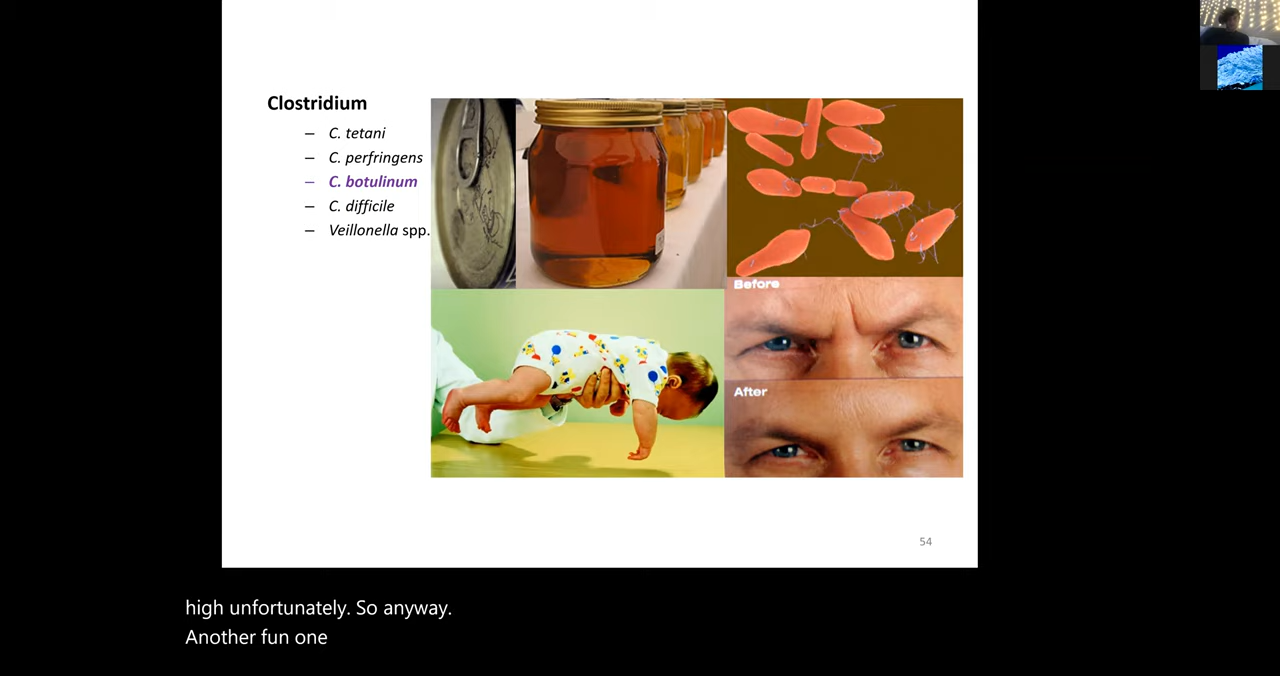 Clostridium
– C. tetani
– C. perfringens
– C. botulinum
– C. difficile
– Veillonella spp.
Before
After
54
high unfortunately. So anyway.
Another fun one